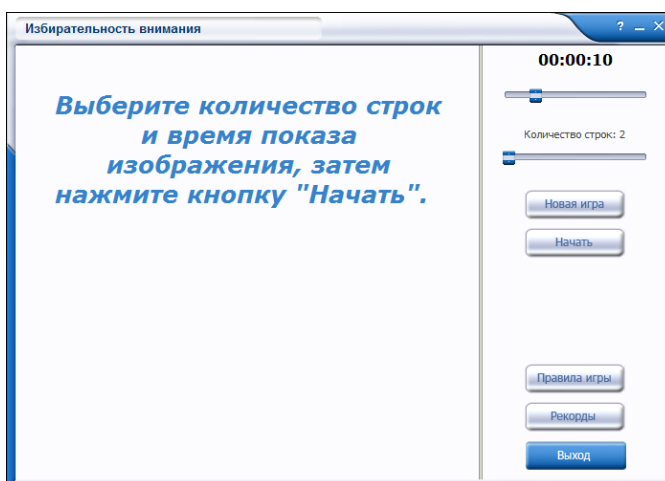 Избирательность внимания
? – X
Выберите количество строк
и время показа
изображения, затем
нажмите кнопку "Начать".
00:00:10
Количество строк: 2
Новая игра
Начать
Правила игры
Рекорды
Выход